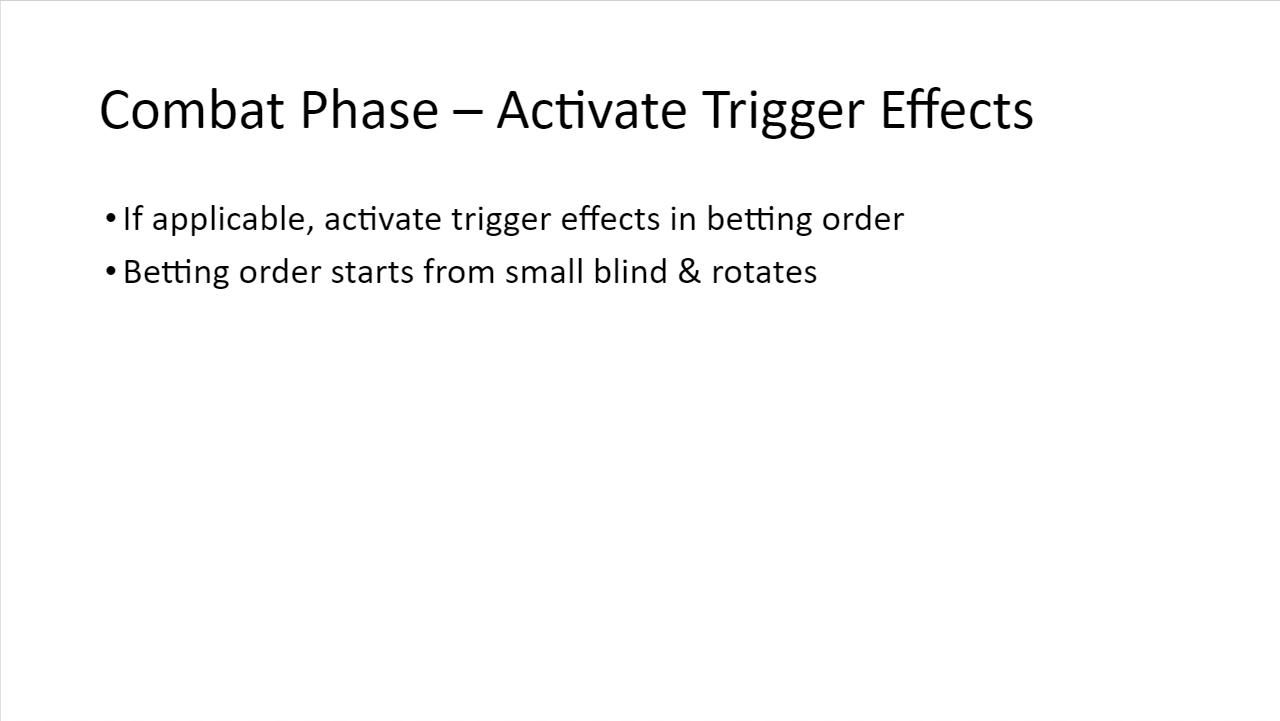 Combat Phase – Activate Trigger Effects
• If applicable, activate trigger effects in betting order
• Betting order starts from small blind & rotates